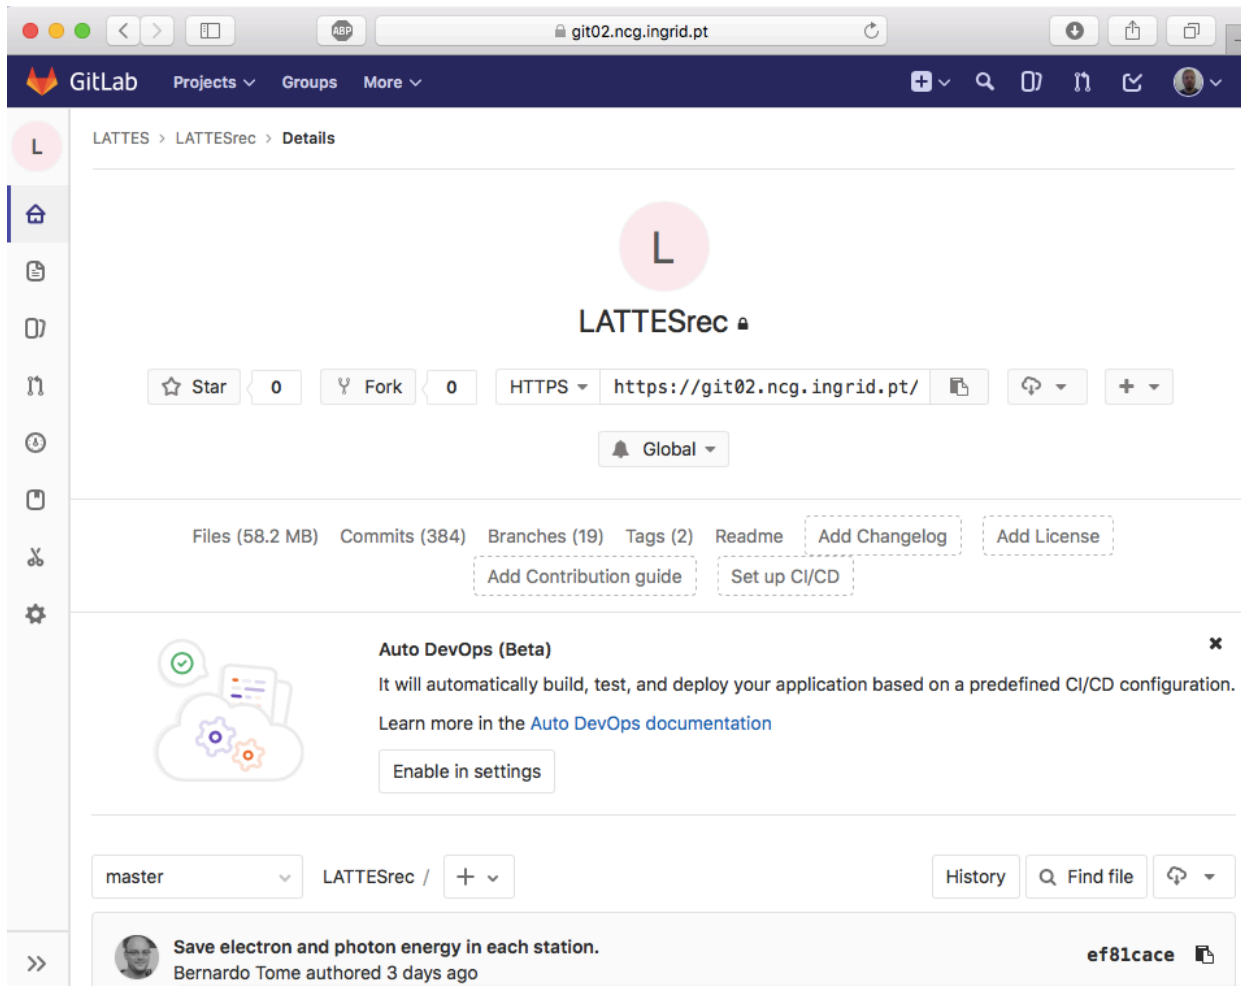 ABP git02.ncg.ingrid.pt
GitLab Projects Groups More
L LATTES > LATTESrec > Details
L
LATTESrec
Star 0 Fork 0 HTTPS https://git02.ncg.ingrid.pt/
Global
Files (58.2 MB) Commits (384) Branches (19) Tags (2) Readme Add Changelog Add License
Add Contribution guide Set up CI/CD
Auto DevOps (Beta)
It will automatically build, test, and deploy your application based on a predefined CI/CD configuration.
Learn more in the Auto DevOps documentation
Enable in settings
master LATTESrec / + History Find file
Save electron and photon energy in each station.
Bernardo Tome authored 3 days ago
ef81cace